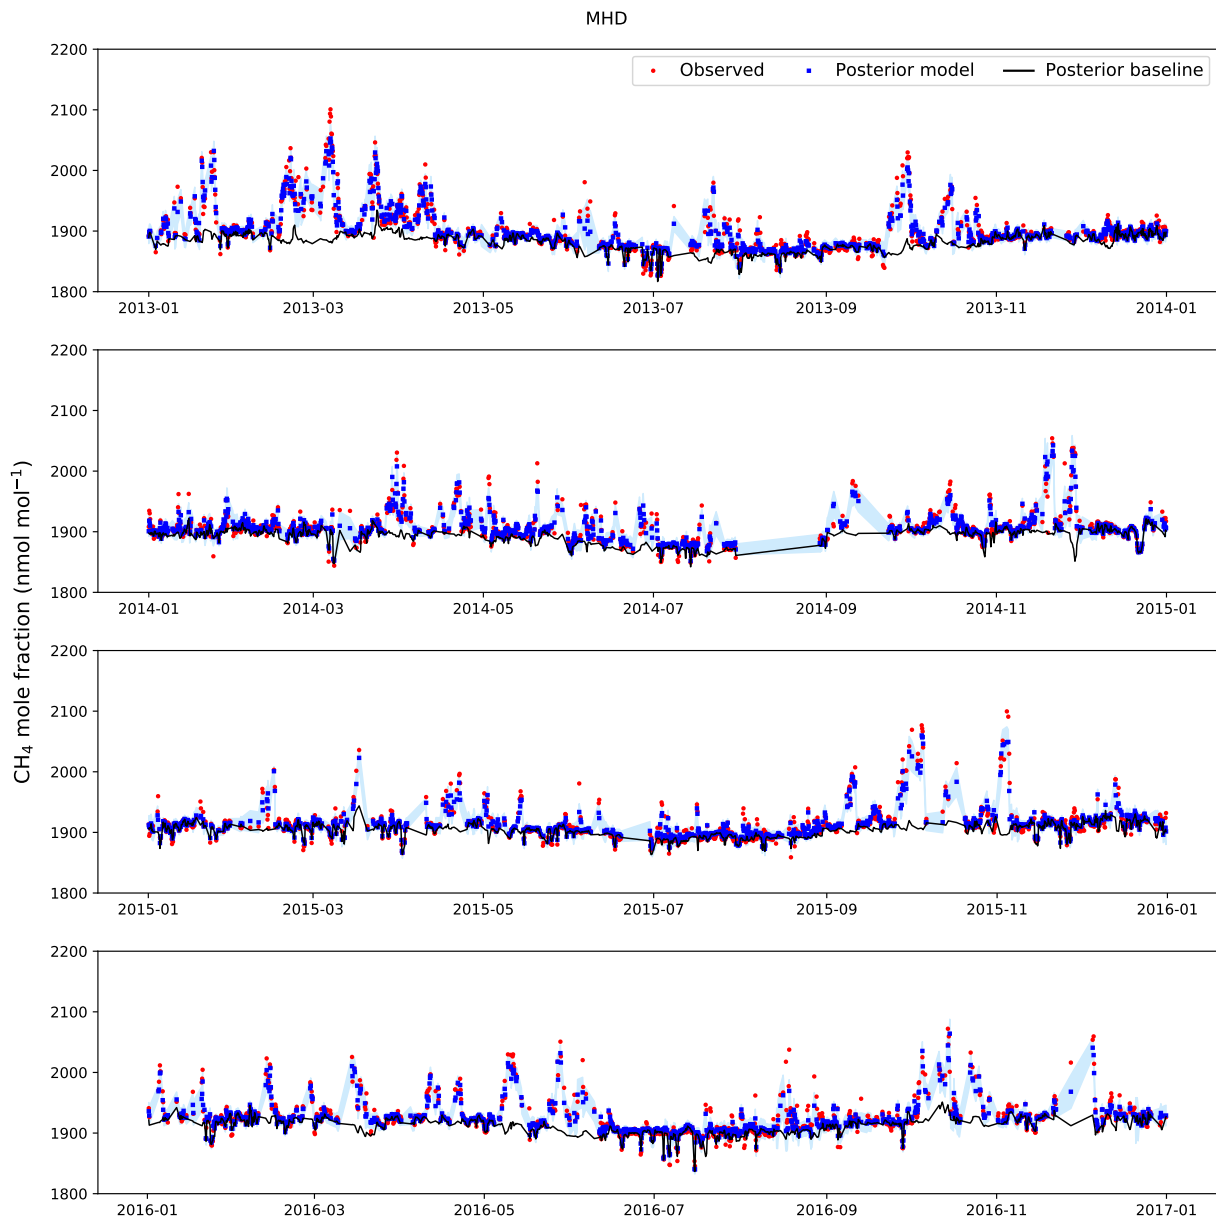 MHD
CH₄ mole fraction (nmol mol⁻¹)
2200
2100
2000
1900
1800
Observed Posterior model Posterior baseline
2013-01 2013-03 2013-05 2013-07 2013-09 2013-11 2014-01
2200
2100
2000
1900
1800
2014-01 2014-03 2014-05 2014-07 2014-09 2014-11 2015-01
2200
2100
2000
1900
1800
2015-01 2015-03 2015-05 2015-07 2015-09 2015-11 2016-01
2200
2100
2000
1900
1800
2016-01 2016-03 2016-05 2016-07 2016-09 2016-11 2017-01